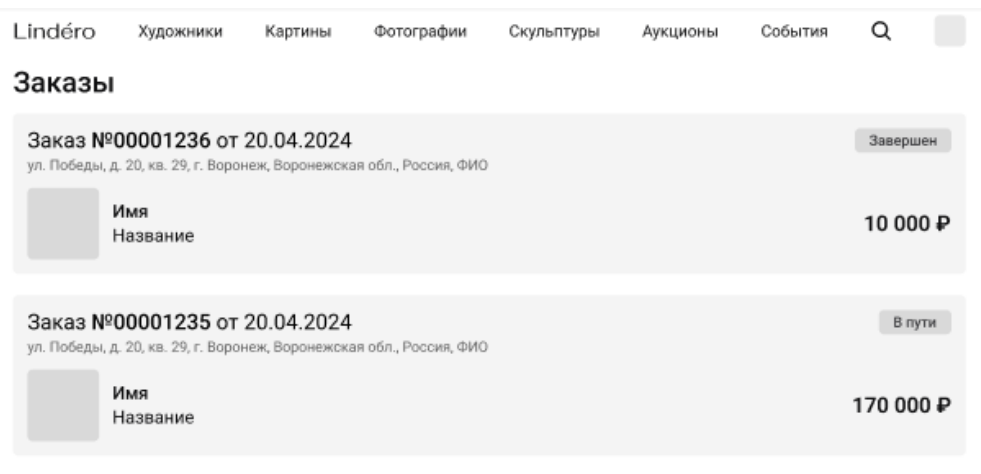 Lindéro Художники Картины Фотографии Скульптуры Аукционы События
Заказы
Заказ №00001236 от 20.04.2024 Завершен
ул. Победы, д. 20, кв. 29, г. Воронеж, Воронежская обл., Россия, ФИО
Имя
Название
10 000 ₽
Заказ №00001235 от 20.04.2024 В пути
ул. Победы, д. 20, кв. 29, г. Воронеж, Воронежская обл., Россия, ФИО
Имя
Название
170 000 ₽